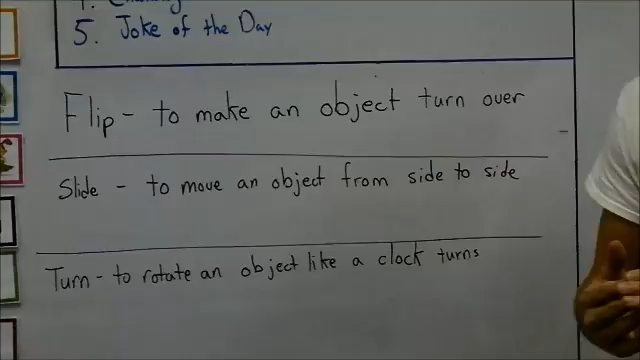 5. Joke of the Day
Flip - to make an object turn over
Slide - to move an object from side to side
Turn - to rotate an object like a clock turns